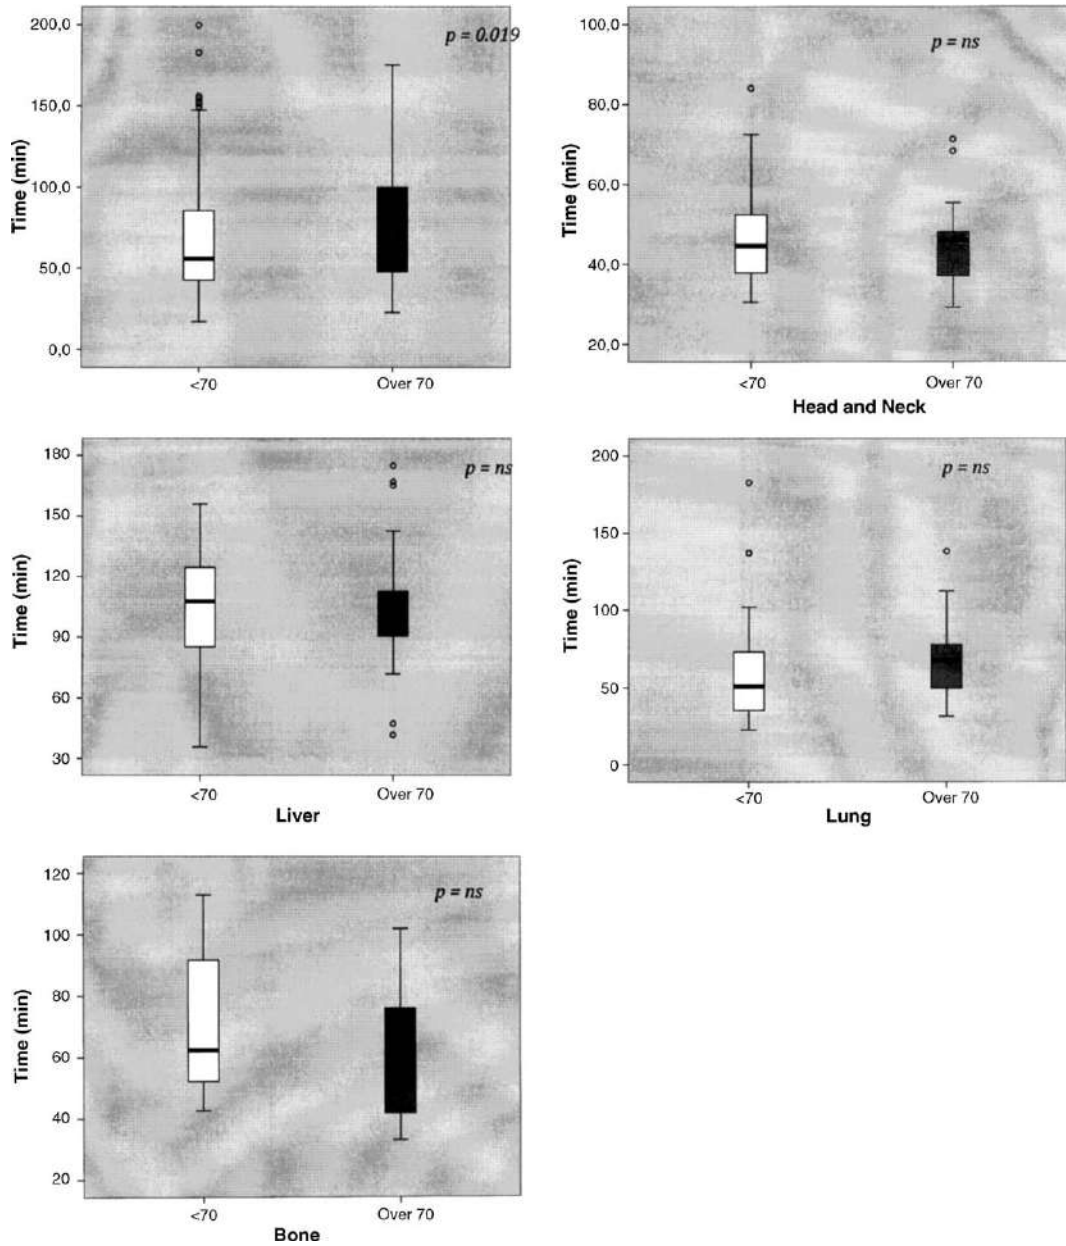 200,0
150,0
100,0
50,0
0,0
Time (min)
p = 0.019
<70 Over 70
100,0
80,0
60,0
40,0
20,0
Time (min)
p = ns
<70 Over 70
Head and Neck
180
150
120
90
60
30
Time (min)
p = ns
<70 Over 70
Liver
200
150
100
50
0
Time (min)
p = ns
<70 Over 70
Lung
120
100
80
60
40
20
Time (min)
p = ns
<70 Over 70
Bone